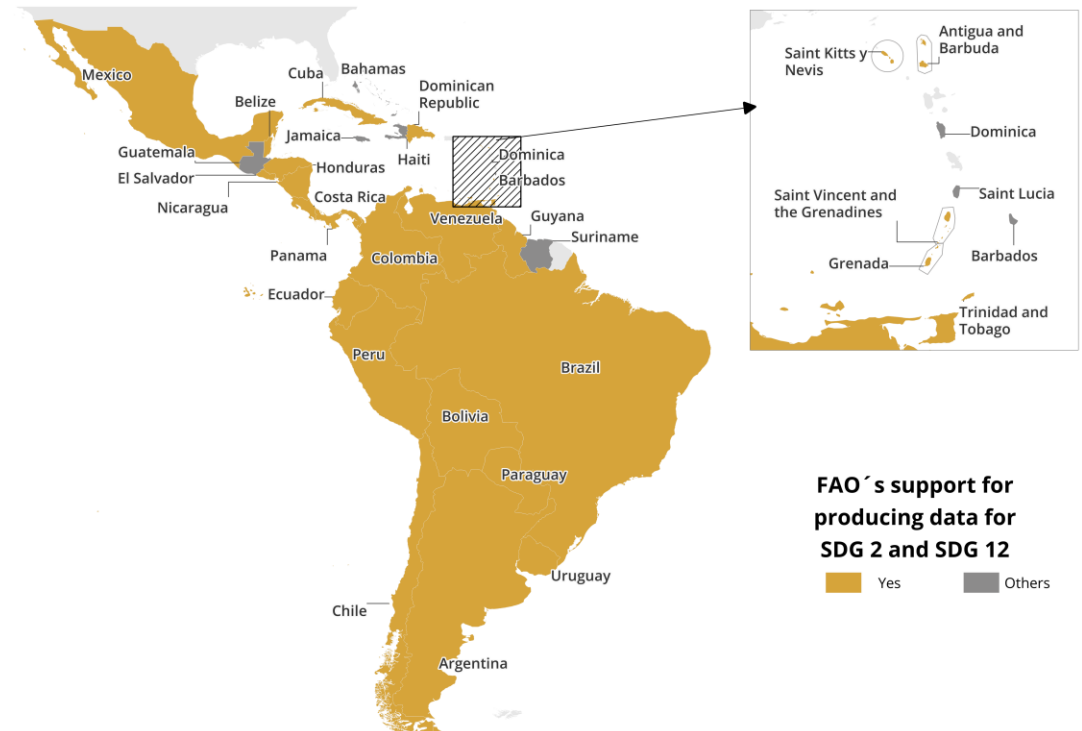 Mexico
Cuba
Bahamas
Dominican
Republic
Belize
Jamaica
Haiti
Guatemala
Honduras
El Salvador
Nicaragua
Costa Rica
Panama
Dominica
Barbados
Venezuela
Guyana
Suriname
Colombia
Ecuador
Peru
Brazil
Bolivia
Paraguay
Uruguay
Chile
Argentina
Saint Kitts y
Nevis
Antigua and
Barbuda
Dominica
Saint Lucia
Saint Vincent and
the Grenadines
Barbados
Grenada
Trinidad and
Tobago
FAO´s support for
producing data for
SDG 2 and SDG 12
Yes
Others